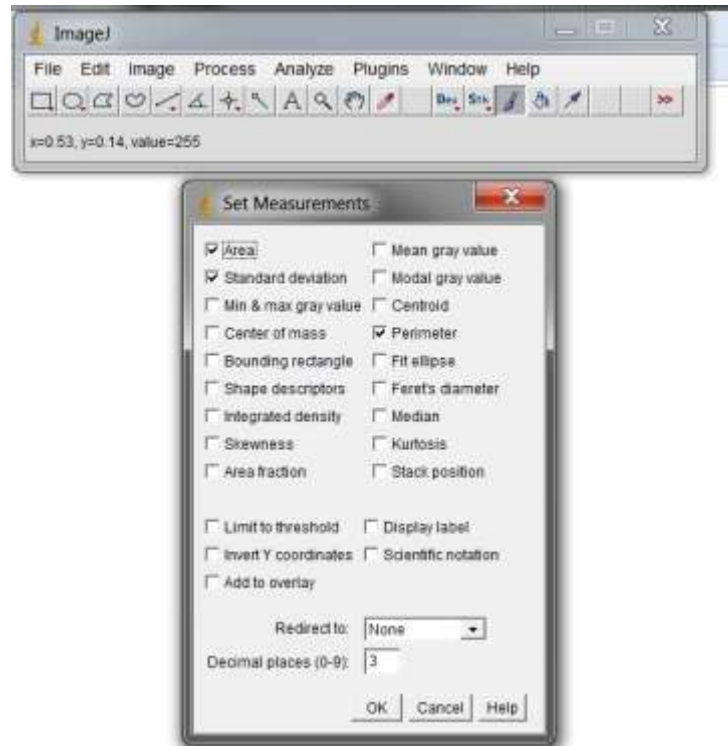 ImageJ
File Edit Image Process Analyze Plugins Window Help
A Dev Stk >>
x=0.53, y=0.14, value=255
Set Measurements
Area Mean gray value
Standard deviation Modal gray value
Min & max gray value Centroid
Center of mass Perimeter
Bounding rectangle Fit ellipse
Shape descriptors Feret's diameter
Integrated density Median
Skewness Kurtosis
Area fraction Stack position
Limit to threshold Display label
Invert Y coordinates Scientific notation
Add to overlay
Redirect to: None
Decimal places (0-9): 3
OK Cancel Help